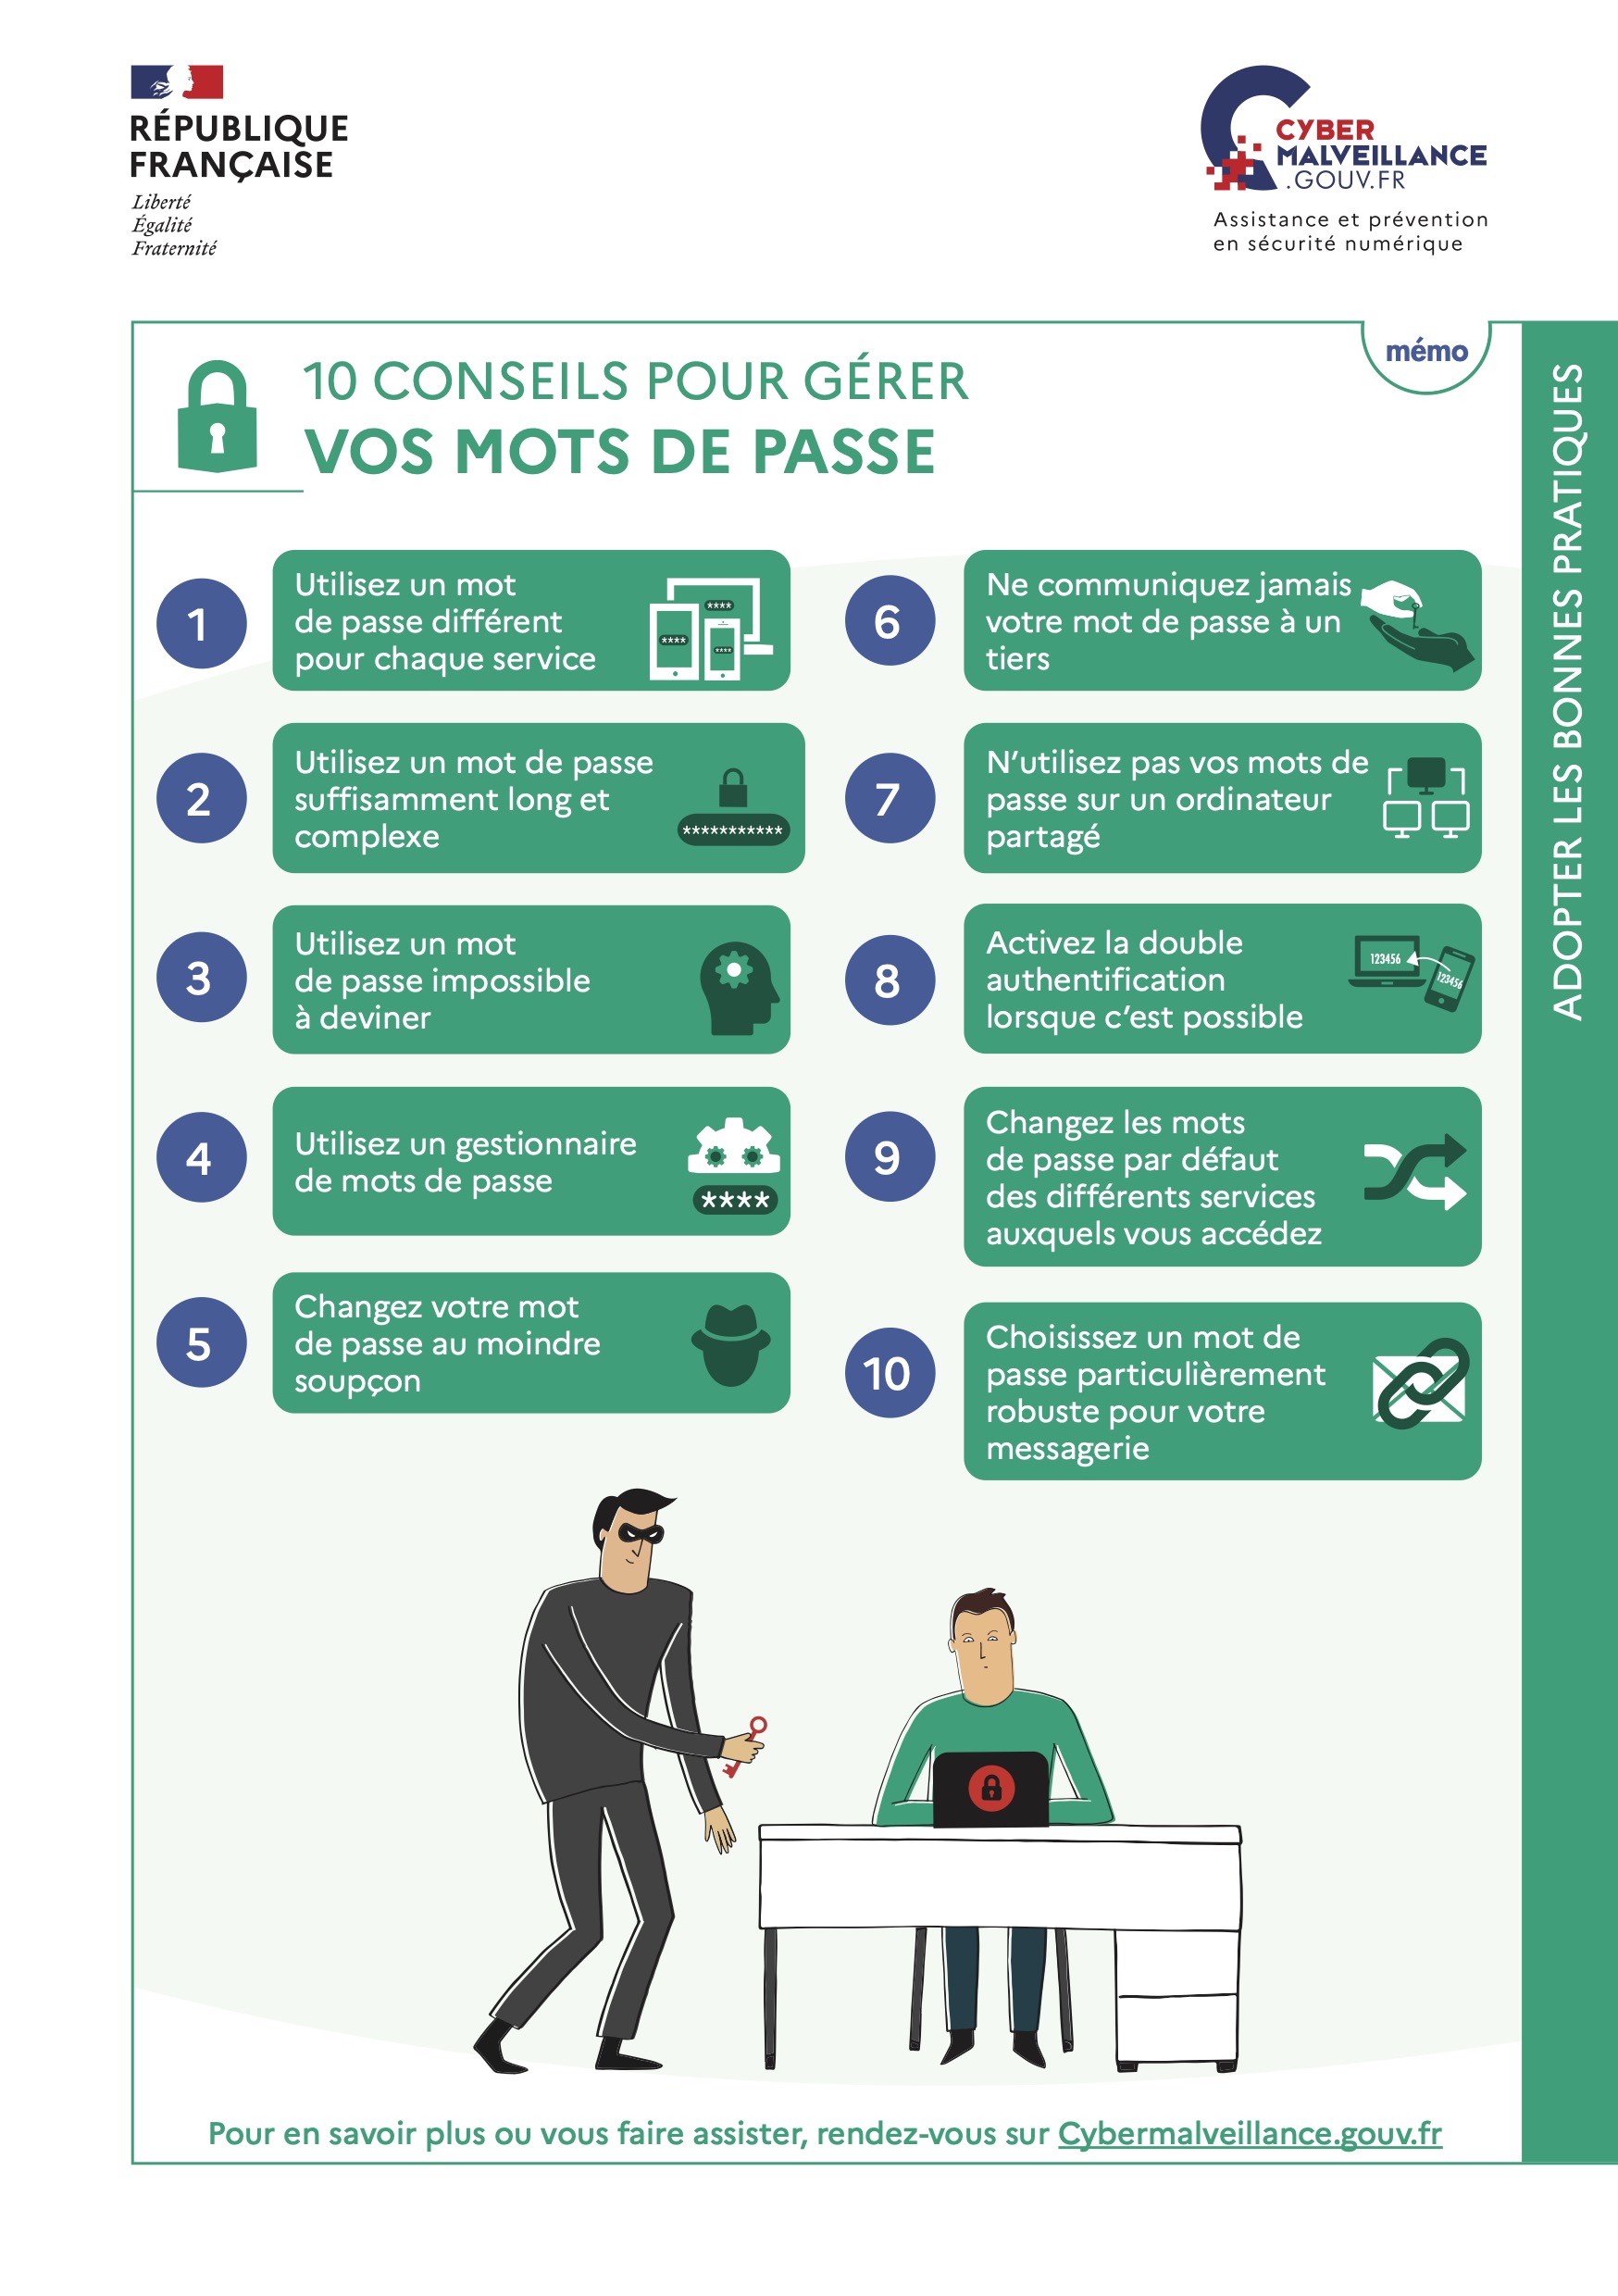 RÉPUBLIQUE
FRANÇAISE
Liberté
Égalité
Fraternité
CYBER
MALVEILLANCE
.GOUV.FR
Assistance et prévention
en sécurité numérique
mémo
10 CONSEILS POUR GÉRER
VOS MOTS DE PASSE
ADOPTER LES BONNES PRATIQUES
1
Utilisez un mot
de passe différent
pour chaque service
****
****
****
2
Utilisez un mot de passe
suffisamment long et
complexe
***********
3
Utilisez un mot
de passe impossible
à deviner
4
Utilisez un gestionnaire
de mots de passe
****
5
Changez votre mot
de passe au moindre
soupçon
6
Ne communiquez jamais
votre mot de passe à un
tiers
7
N’utilisez pas vos mots de
passe sur un ordinateur
partagé
8
Activez la double
authentification
lorsque c’est possible
123456
123456
9
Changez les mots
de passe par défaut
des différents services
auxquels vous accédez
10
Choisissez un mot de
passe particulièrement
robuste pour votre
messagerie
Pour en savoir plus ou vous faire assister, rendez-vous sur Cybermalveillance.gouv.fr